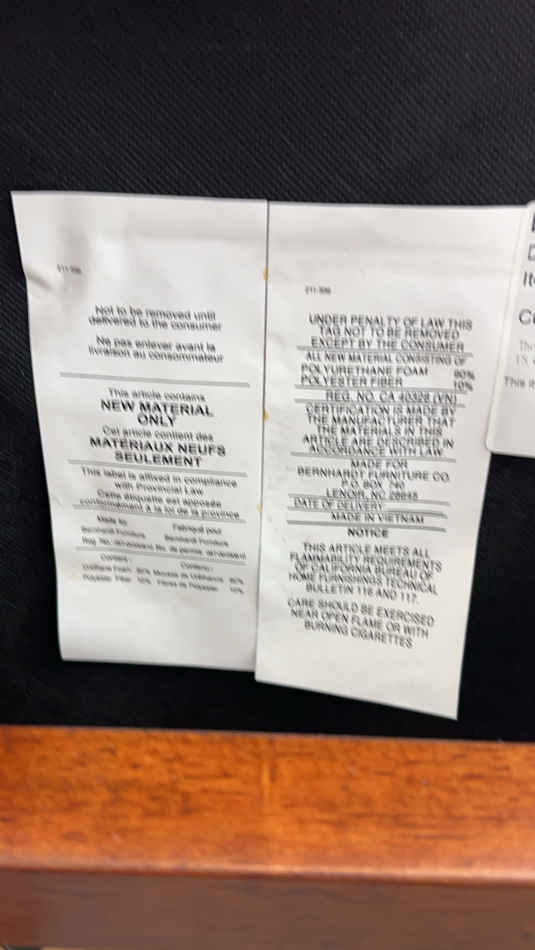 Not to be removed until
delivered to the consumer
Ne pas enlever avant la
livraison au consommateur
This article contains
NEW MATERIAL
ONLY
Cet article contient des
MATERIAUX NEUFS
SEULEMENT
This label is affixed in compliance
with Provincial Law
Cette étiquette est apposée
conformément à la loi de la province
Made for
Fabriqué pour
Bernhardt Furniture
Bernhardt Furniture
Content:
Contenu:
UNDER PENALTY OF LAW THIS
TAG NOT TO BE REMOVED
EXCEPT BY THE CONSUMER
ALL NEW MATERIAL CONSISTING OF
POLYURETHANE FOAM 90%
POLYESTER FIBER 10%
REG. NO. CA 40328 (VN)
CERTIFICATION IS MADE BY
THE MANUFACTURER THAT
THE MATERIALS IN THIS
ARTICLE ARE DESCRIBED IN
ACCORDANCE WITH LAW
MADE FOR
BERNHARDT FURNITURE CO.
P.O. BOX 740
LENOIR, NC 28645
DATE OF DELIVERY
MADE IN VIETNAM
NOTICE
THIS ARTICLE MEETS ALL
FLAMMABILITY REQUIREMENTS
OF CALIFORNIA BUREAU OF
HOME FURNISHINGS TECHNICAL
BULLETIN 116 AND 117.
CARE SHOULD BE EXERCISED
NEAR OPEN FLAME OR WITH
BURNING CIGARETTES